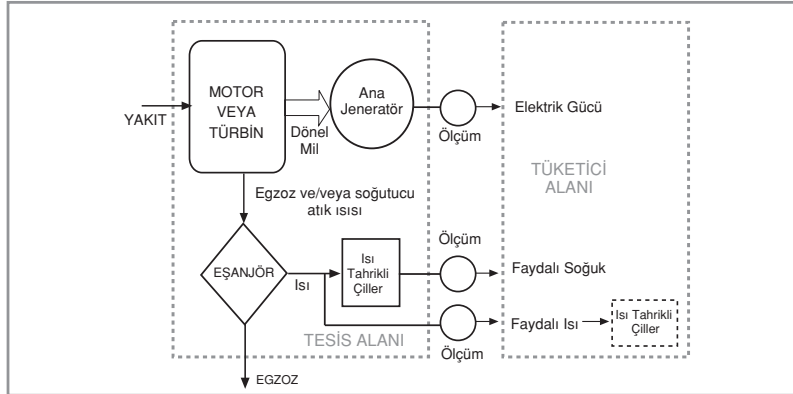 YAKIT
MOTOR
VEYA
TÜRBİN
Dönel
Mil
Ana
Jeneratör
Ölçüm
Elektrik Gücü
TÜKETİCİ
ALANI
Egzoz ve/veya soğutucu
atık ısısı
EŞANJÖR
Isı
Isı
Tahrikli
Çiller
Ölçüm
Faydalı Soğuk
TESİS ALANI
Ölçüm
Faydalı Isı
Isı Tahrikli
Çiller
EGZOZ